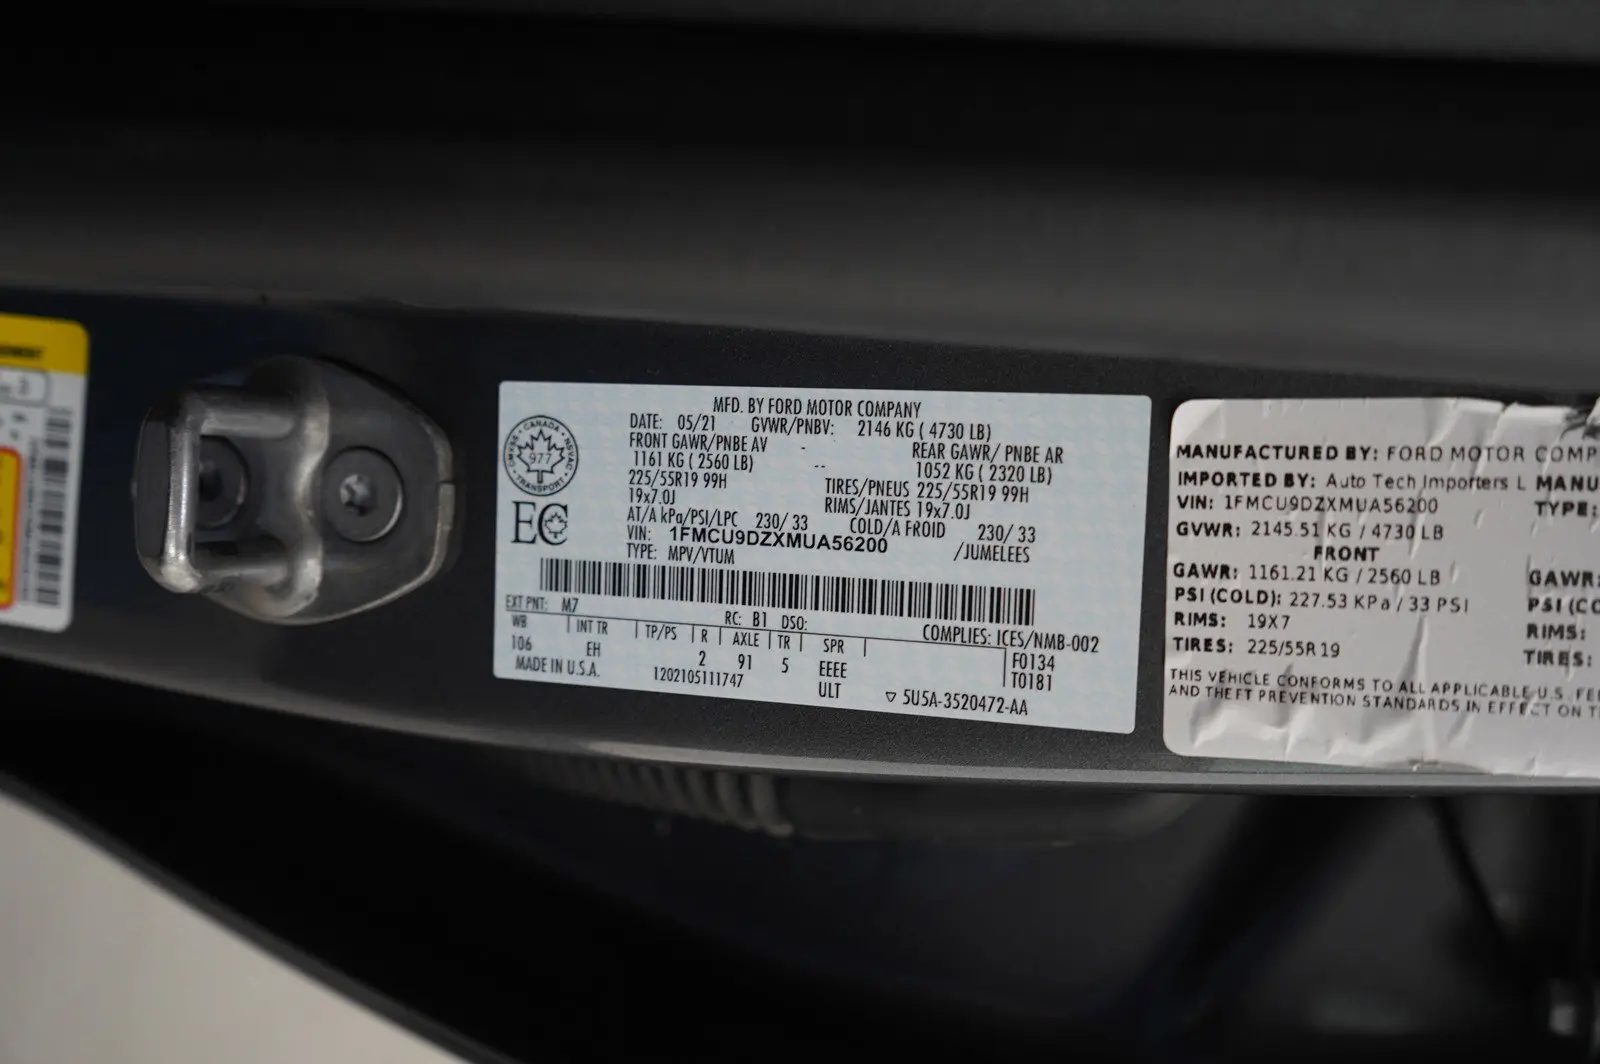 MFD. BY FORD MOTOR COMPANY
DATE: 05/21 GVWR/PNBV: 2146 KG ( 4730 LB)
FRONT GAWR/PNBE AV - REAR GAWR/ PNBE AR
1161 KG ( 2560 LB) -- 1052 KG ( 2320 LB)
225/55R19 99H TIRES/PNEUS 225/55R19 99H
19x7.0J RIMS/JANTES 19x7.0J
AT/A kPa/PSI/LPC 230/ 33 COLD/A FROID 230/ 33
VIN: 1FMCU9DZXMUA56200 /JUMELEES
TYPE: MPV/VTUM
CANADA
977
TRANSPORT
EC
EXT PNT: M7 RC: B1 DSO: COMPLIES: ICES/NMB-002
WB | INT TR | TP/PS | R | AXLE | TR | SPR | F0134
106 EH 2 91 5 EEEE T0181
MADE IN U.S.A. 1202105111747 ULT ▽ 5U5A-3520472-AA
MANUFACTURED BY: FORD MOTOR COMP
IMPORTED BY: Auto Tech Importers L MANU
VIN: 1FMCU9DZXMUA56200 TYPE:
GVWR: 2145.51 KG / 4730 LB
FRONT
GAWR: 1161.21 KG / 2560 LB GAWR:
PSI (COLD): 227.53 KPa / 33 PSI PSI (CO
RIMS: 19X7 RIMS:
TIRES: 225/55R 19 TIRES:
THIS VEHICLE CONFORMS TO ALL APPLICABLE U.S. FE
AND THEFT PREVENTION STANDARDS IN EFFECT ON T